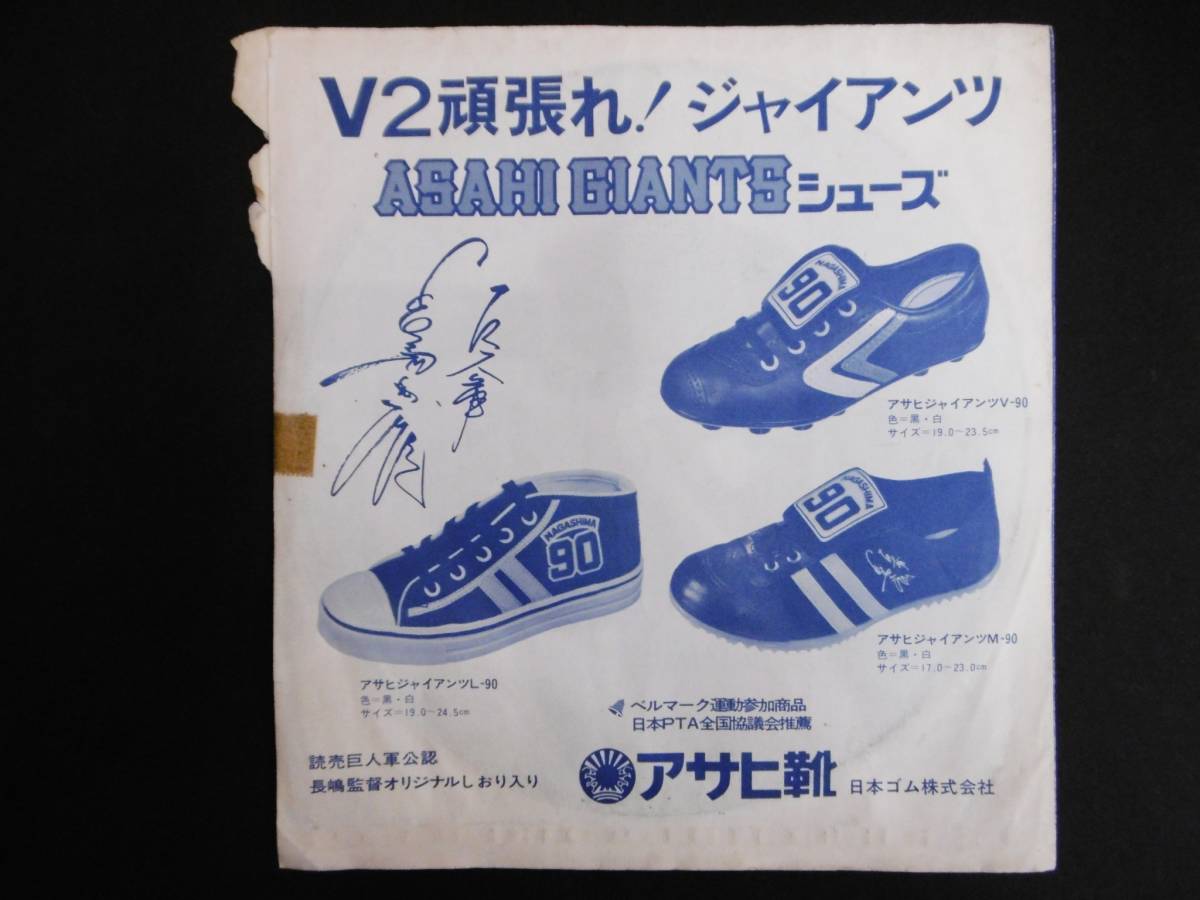 V2頑張れ!ジャイアンツ
ASAHI GIANTSシューズ
巨人軍
長嶋茂雄
NAGASHIMA
90
アサヒジャイアンツV-90
色=黒・白
サイズ=19.0~23.5cm
NAGASHIMA
90
アサヒジャイアンツM-90
色=黒・白
サイズ=17.0~23.0cm
NAGASHIMA
90
アサヒジャイアンツL-90
色=黒・白
サイズ=19.0~24.5cm
ベルマーク運動参加商品
日本PTA全国協議会推薦
読売巨人軍公認
長嶋監督オリジナルしおり入り
アサヒ靴 日本ゴム株式会社